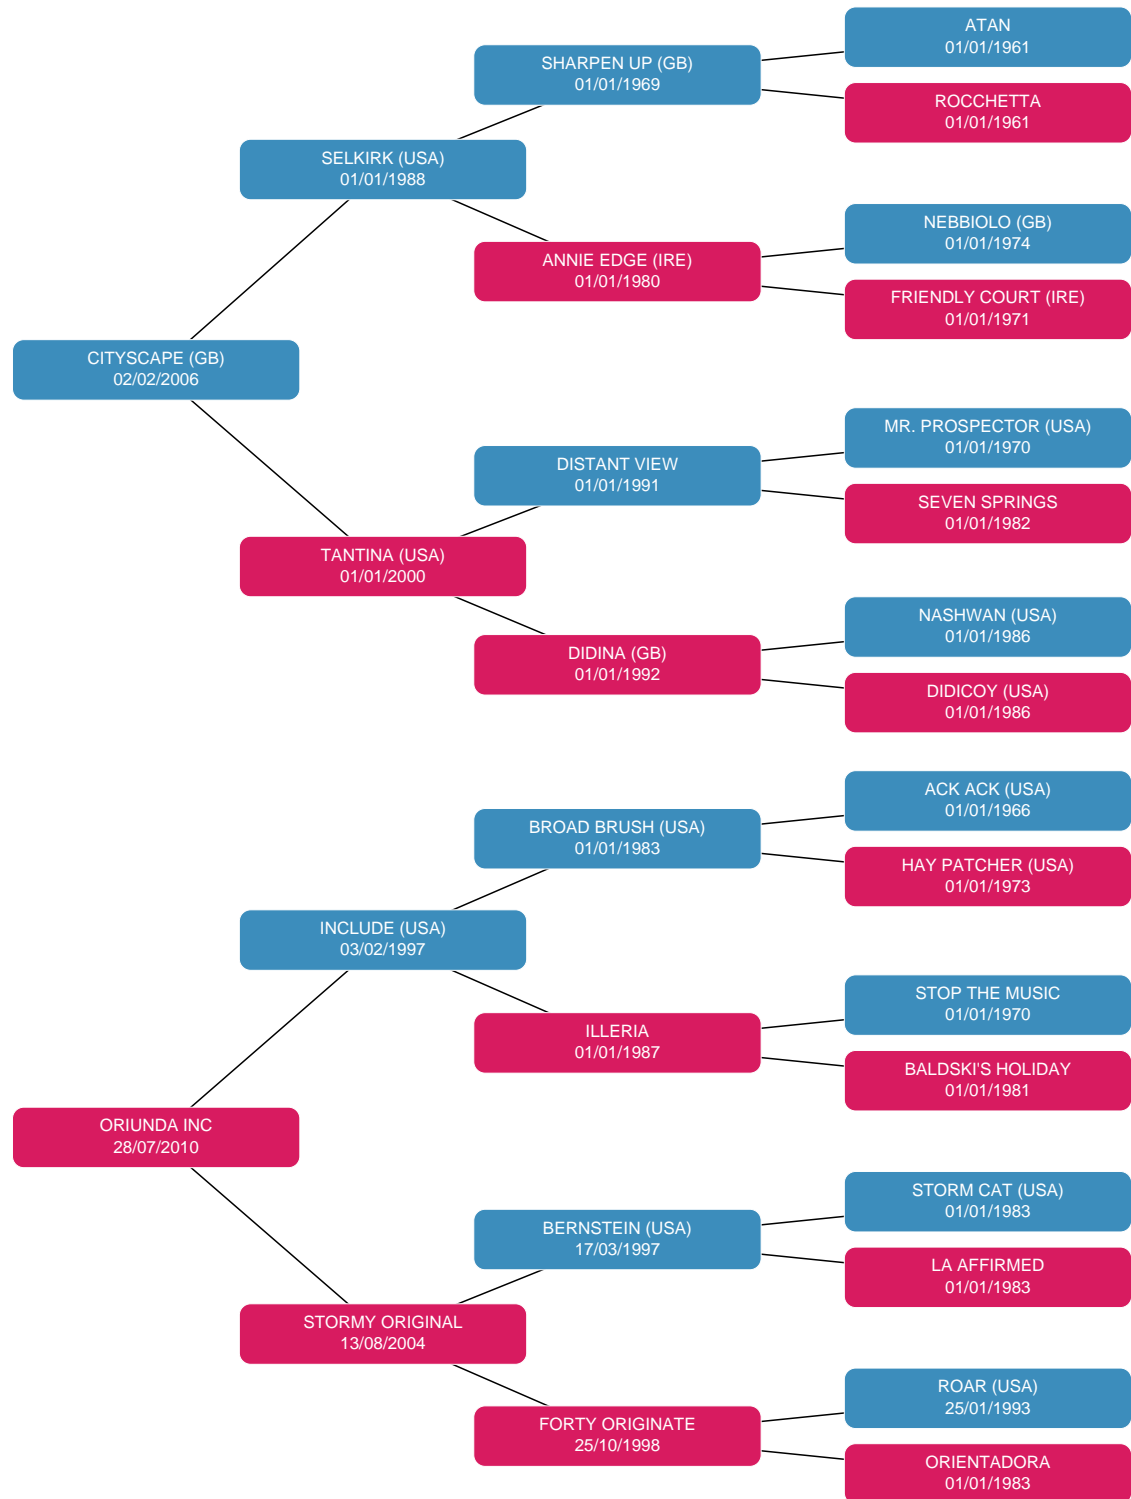 ATAN
01/01/1961
SHARPEN UP (GB)
01/01/1969
ROCCHETTA
01/01/1961
SELKIRK (USA)
01/01/1988
NEBBIOLO (GB)
01/01/1974
ANNIE EDGE (IRE)
01/01/1980
FRIENDLY COURT (IRE)
01/01/1971
CITYSCAPE (GB)
02/02/2006
MR. PROSPECTOR (USA)
01/01/1970
DISTANT VIEW
01/01/1991
SEVEN SPRINGS
01/01/1982
TANTINA (USA)
01/01/2000
NASHWAN (USA)
01/01/1986
DIDINA (GB)
01/01/1992
DIDICOY (USA)
01/01/1986
ACK ACK (USA)
01/01/1966
BROAD BRUSH (USA)
01/01/1983
HAY PATCHER (USA)
01/01/1973
INCLUDE (USA)
03/02/1997
STOP THE MUSIC
01/01/1970
ILLERIA
01/01/1987
BALDSKI'S HOLIDAY
01/01/1981
ORIUNDA INC
28/07/2010
STORM CAT (USA)
01/01/1983
BERNSTEIN (USA)
17/03/1997
LA AFFIRMED
01/01/1983
STORMY ORIGINAL
13/08/2004
ROAR (USA)
25/01/1993
FORTY ORIGINATE
25/10/1998
ORIENTADORA
01/01/1983